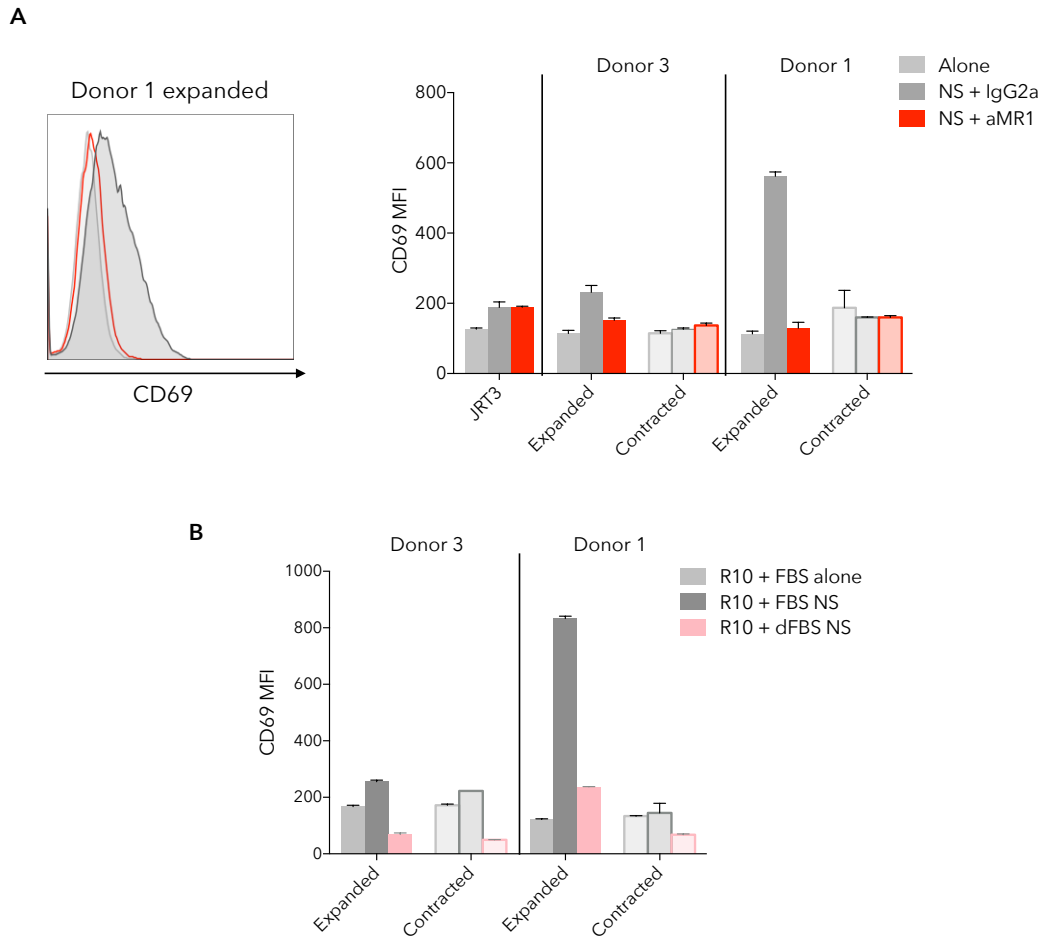 A
Donor 1 expanded
CD69
Donor 3
Donor 1
Alone
NS + IgG2a
NS + aMR1
CD69 MFI
800
600
400
200
0
JRT3
Expanded
Contracted
Expanded
Contracted
B
Donor 3
Donor 1
R10 + FBS alone
R10 + FBS NS
R10 + dFBS NS
CD69 MFI
1000
800
600
400
200
0
Expanded
Contracted
Expanded
Contracted